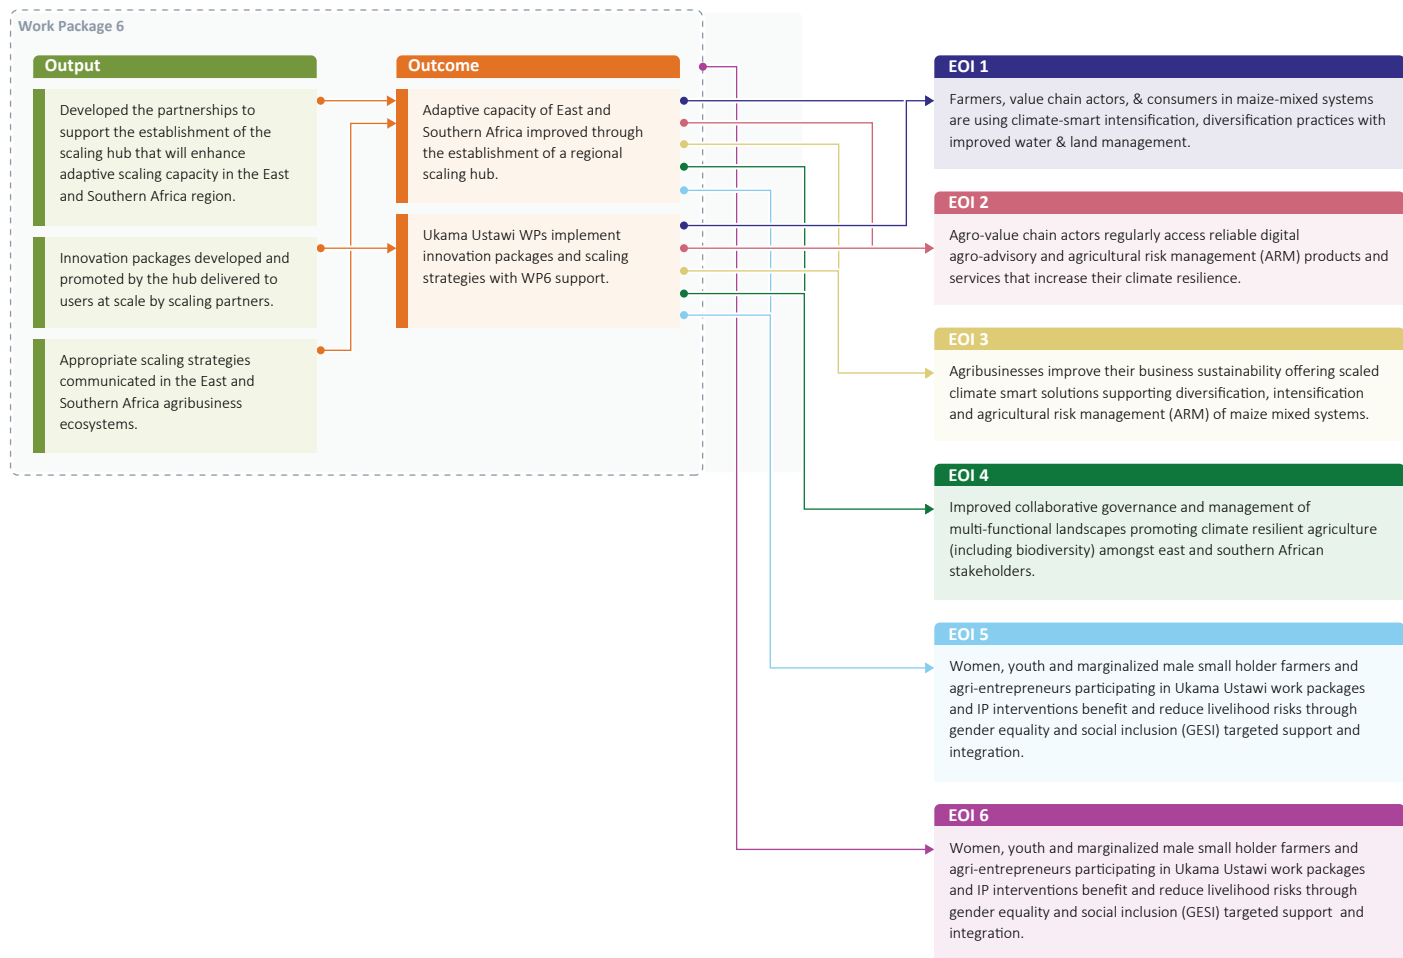 Work Package 6
Output
Developed the partnerships to
support the establishment of the
scaling hub that will enhance
adaptive scaling capacity in the East
and Southern Africa region.
Innovation packages developed and
promoted by the hub delivered to
users at scale by scaling partners.
Appropriate scaling strategies
communicated in the East and
Southern Africa agribusiness
ecosystems.
Outcome
Adaptive capacity of East and
Southern Africa improved through
the establishment of a regional
scaling hub.
Ukama Ustawi WPs implement
innovation packages and scaling
strategies with WP6 support.
EOI 1
Farmers, value chain actors, & consumers in maize-mixed systems
are using climate-smart intensification, diversification practices with
improved water & land management.
EOI 2
Agro-value chain actors regularly access reliable digital
agro-advisory and agricultural risk management (ARM) products and
services that increase their climate resilience.
EOI 3
Agribusinesses improve their business sustainability offering scaled
climate smart solutions supporting diversification, intensification
and agricultural risk management (ARM) of maize mixed systems.
EOI 4
Improved collaborative governance and management of
multi-functional landscapes promoting climate resilient agriculture
(including biodiversity) amongst east and southern African
stakeholders.
EOI 5
Women, youth and marginalized male small holder farmers and
agri-entrepreneurs participating in Ukama Ustawi work packages
and IP interventions benefit and reduce livelihood risks through
gender equality and social inclusion (GESI) targeted support and
integration.
EOI 6
Women, youth and marginalized male small holder farmers and
agri-entrepreneurs participating in Ukama Ustawi work packages
and IP interventions benefit and reduce livelihood risks through
gender equality and social inclusion (GESI) targeted support and
integration.